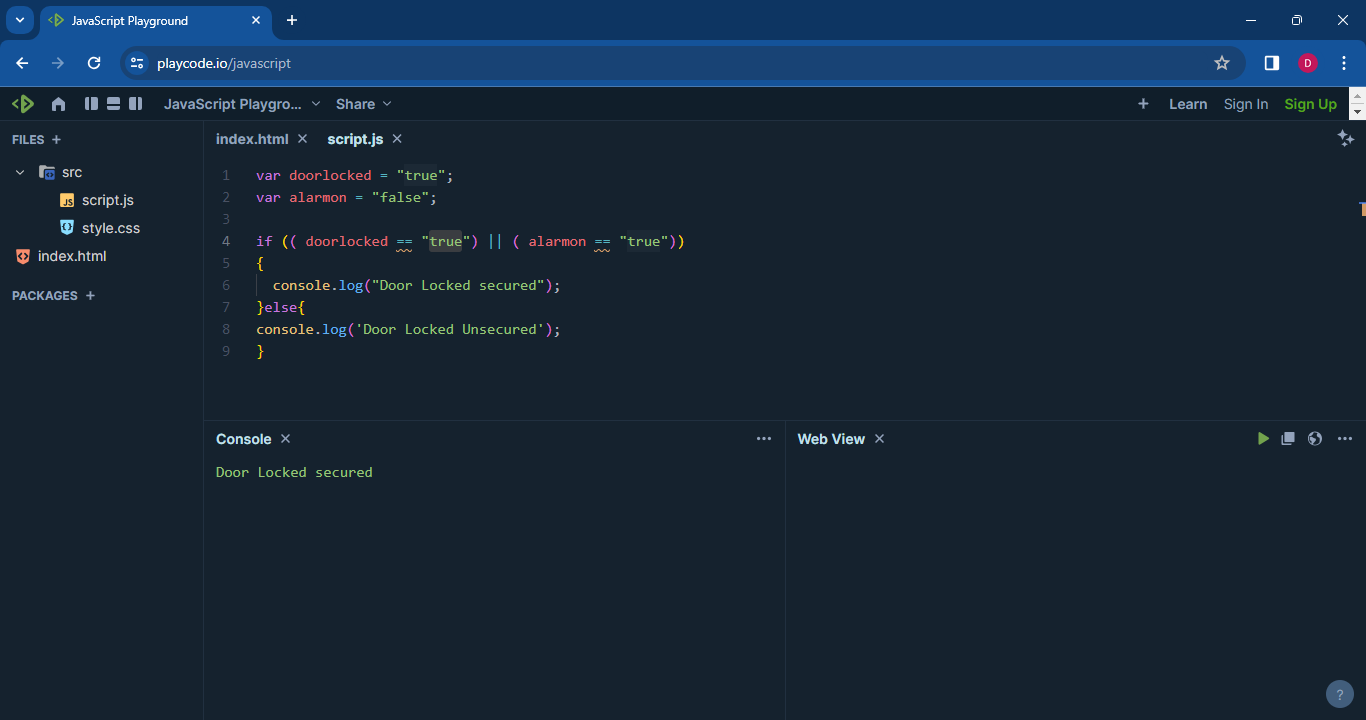 JavaScript Playground
playcode.io/javascript
D
JavaScript Playgro...
Share
Learn
Sign In
Sign Up
FILES +
index.html
script.js
src
JS script.js
style.css
index.html
PACKAGES +
1 var doorlocked = "true";
2 var alarmon = "false";
3
4 if (( doorlocked == "true") || ( alarmon == "true"))
5 {
6 console.log("Door Locked secured");
7 }else{
8 console.log('Door Locked Unsecured');
9 }
Console
Web View
Door Locked secured
?